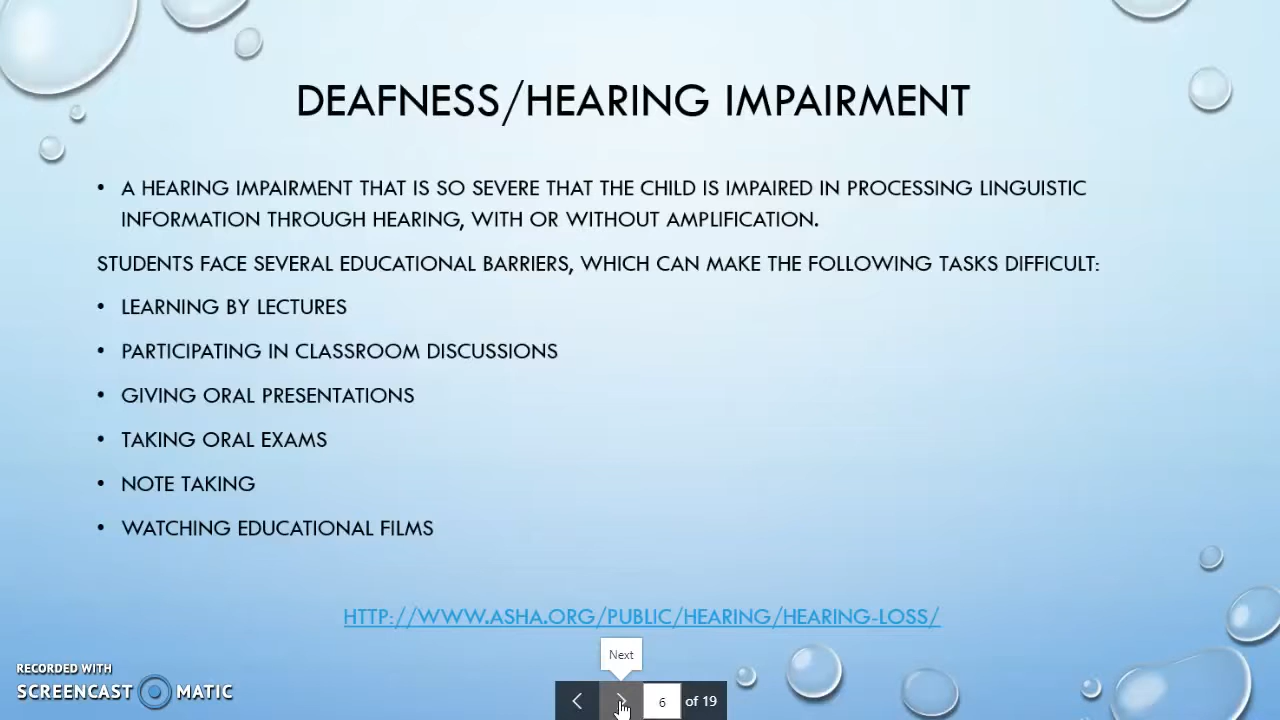 DEAFNESS/HEARING IMPAIRMENT
• A HEARING IMPAIRMENT THAT IS SO SEVERE THAT THE CHILD IS IMPAIRED IN PROCESSING LINGUISTIC
INFORMATION THROUGH HEARING, WITH OR WITHOUT AMPLIFICATION.
STUDENTS FACE SEVERAL EDUCATIONAL BARRIERS, WHICH CAN MAKE THE FOLLOWING TASKS DIFFICULT:
• LEARNING BY LECTURES
• PARTICIPATING IN CLASSROOM DISCUSSIONS
• GIVING ORAL PRESENTATIONS
• TAKING ORAL EXAMS
• NOTE TAKING
• WATCHING EDUCATIONAL FILMS
HTTP://WWW.ASHA.ORG/PUBLIC/HEARING/HEARING-LOSS/
Next
RECORDED WITH
SCREENCAST MATIC
6 of 19